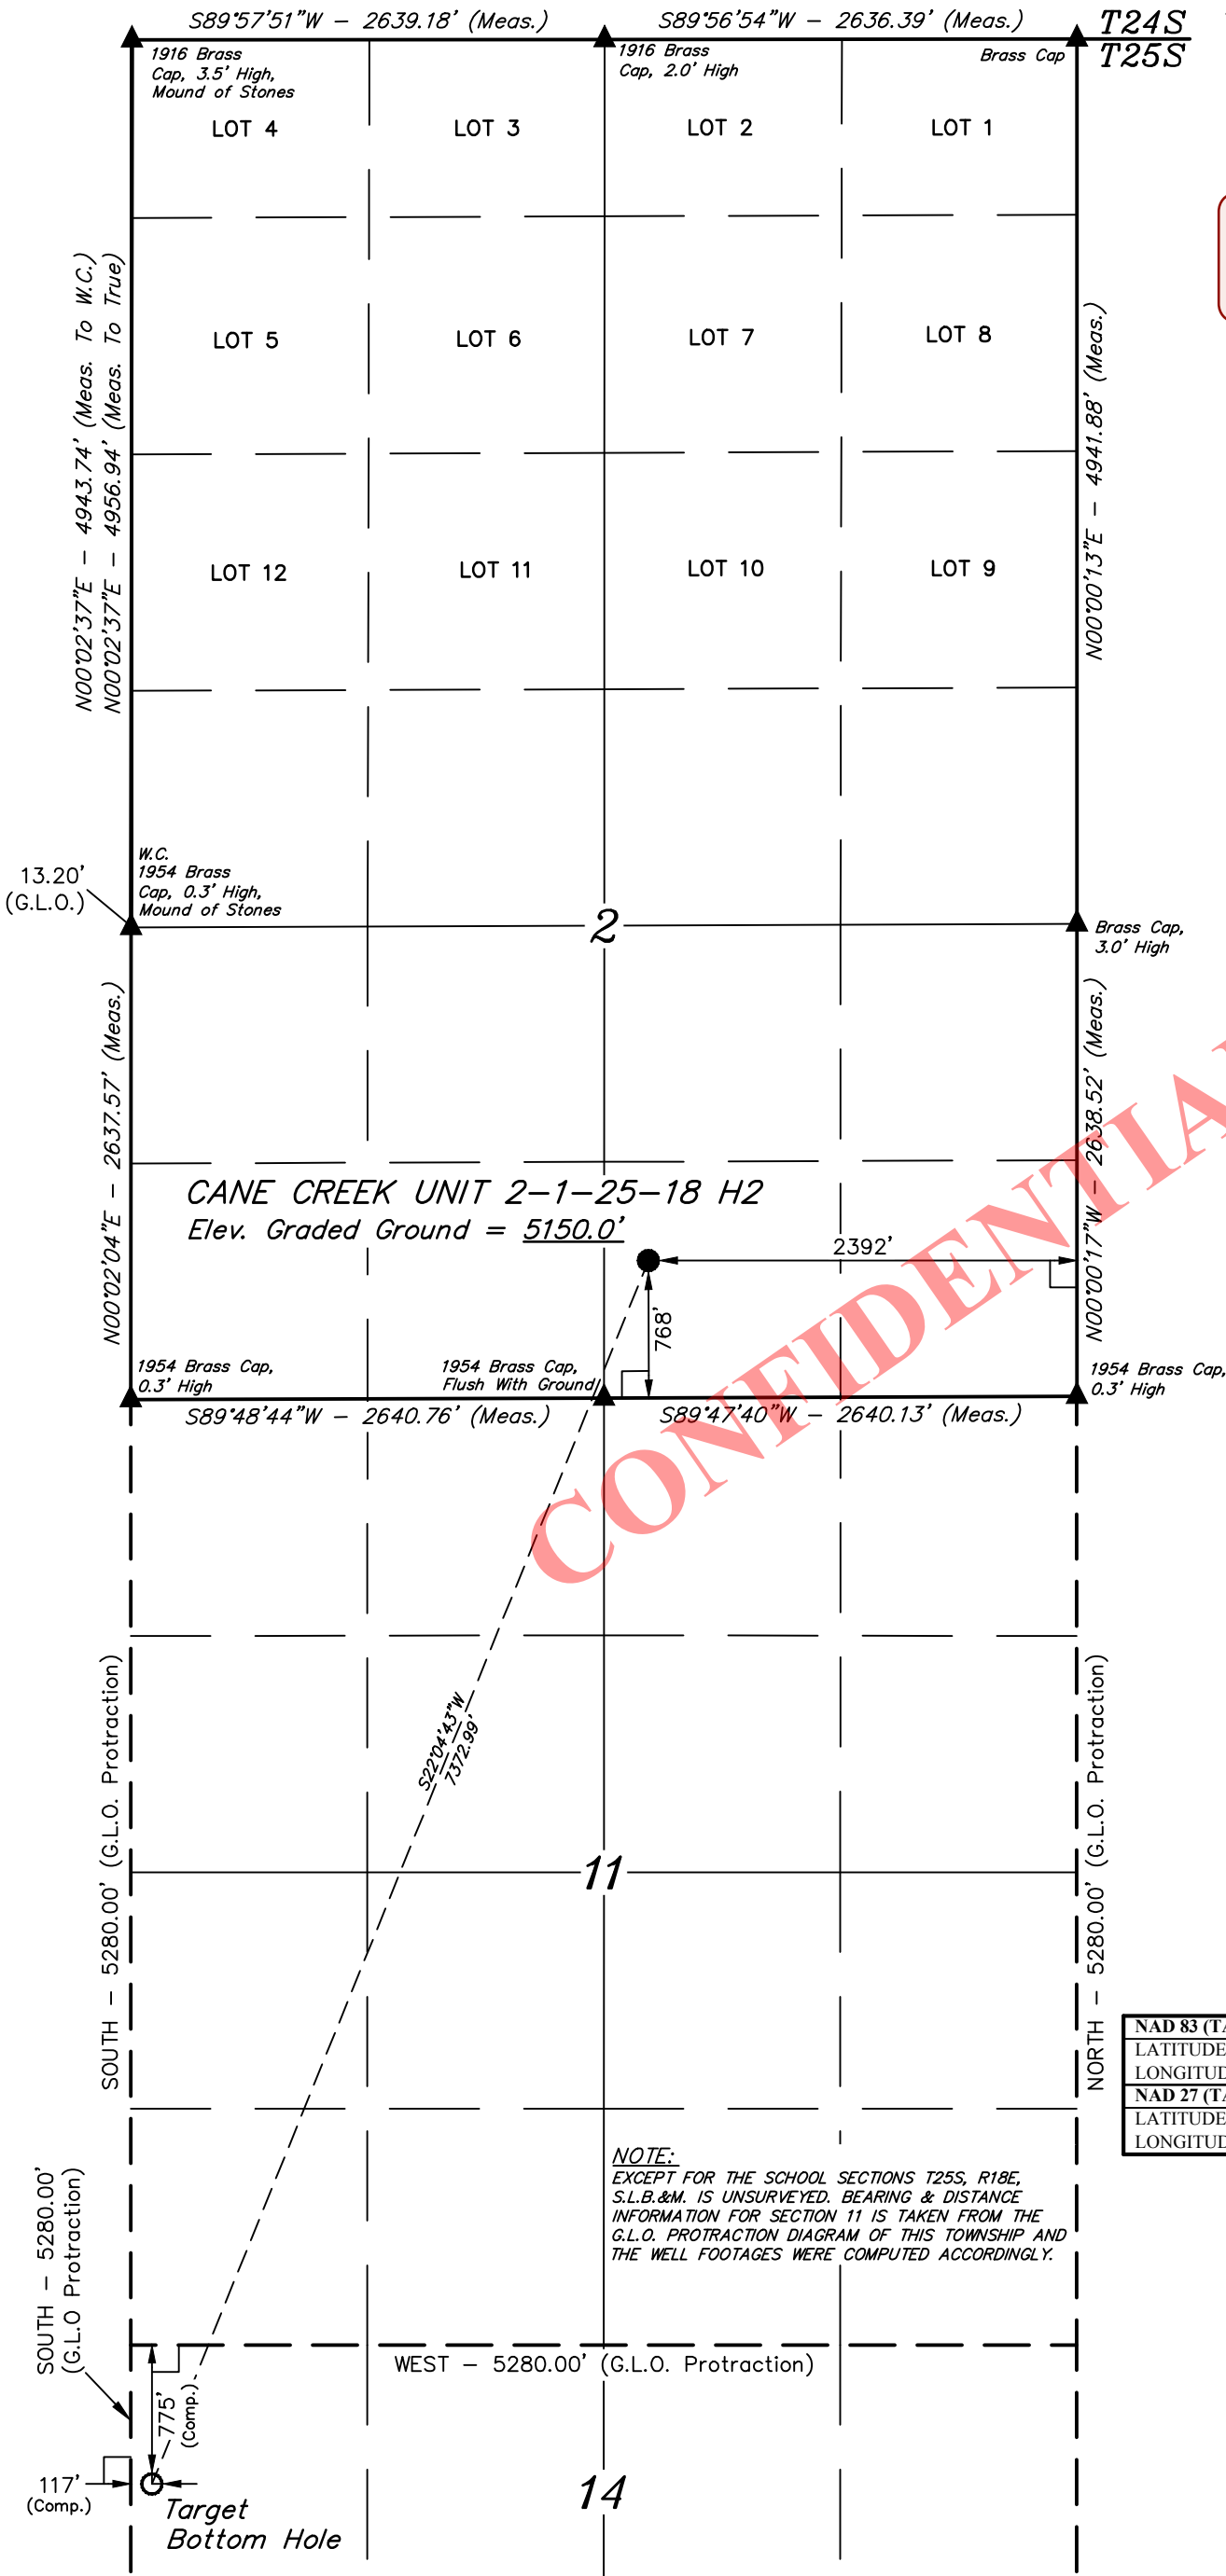 S89°57'51"W - 2639.18' (Meas.)
S89°56'54"W - 2636.39' (Meas.)
T24S
T25S
1916 Brass
Cap, 3.5' High,
Mound of Stones
1916 Brass
Cap, 2.0' High
Brass Cap
LOT 4
LOT 3
LOT 2
LOT 1
N00°02'37"E - 4943.74' (Meas. To W.C.)
N00°02'37"E - 4956.94' (Meas. To True)
LOT 5
LOT 6
LOT 7
LOT 8
N00°00'13"E - 4941.88' (Meas.)
LOT 12
LOT 11
LOT 10
LOT 9
13.20'
(G.L.O.)
W.C.
1954 Brass
Cap, 0.3' High,
Mound of Stones
2
Brass Cap,
3.0' High
N00°02'04"E - 2637.57' (Meas.)
N00°00'17"W - 2638.52' (Meas.)
CANE CREEK UNIT 2-1-25-18 H2
Elev. Graded Ground = 5150.0'
2392'
768'
1954 Brass Cap,
0.3' High
1954 Brass Cap,
Flush With Ground
1954 Brass Cap,
0.3' High
S89°48'44"W - 2640.76' (Meas.)
S89°47'40"W - 2640.13' (Meas.)
CONFIDENTIA
S22°04'43"W
7372.99'
SOUTH - 5280.00' (G.L.O. Protraction)
NORTH - 5280.00' (G.L.O. Protraction)
11
NAD 83 (TA
LATITUDE
LONGITUD
NAD 27 (TA
LATITUDE
LONGITUD
NOTE:
EXCEPT FOR THE SCHOOL SECTIONS T25S, R18E,
S.L.B.&M. IS UNSURVEYED. BEARING & DISTANCE
INFORMATION FOR SECTION 11 IS TAKEN FROM THE
G.L.O. PROTRACTION DIAGRAM OF THIS TOWNSHIP AND
THE WELL FOOTAGES WERE COMPUTED ACCORDINGLY.
SOUTH - 5280.00'
(G.L.O Protraction)
WEST - 5280.00' (G.L.O. Protraction)
775'
(Comp.)
117'
(Comp.)
14
Target
Bottom Hole